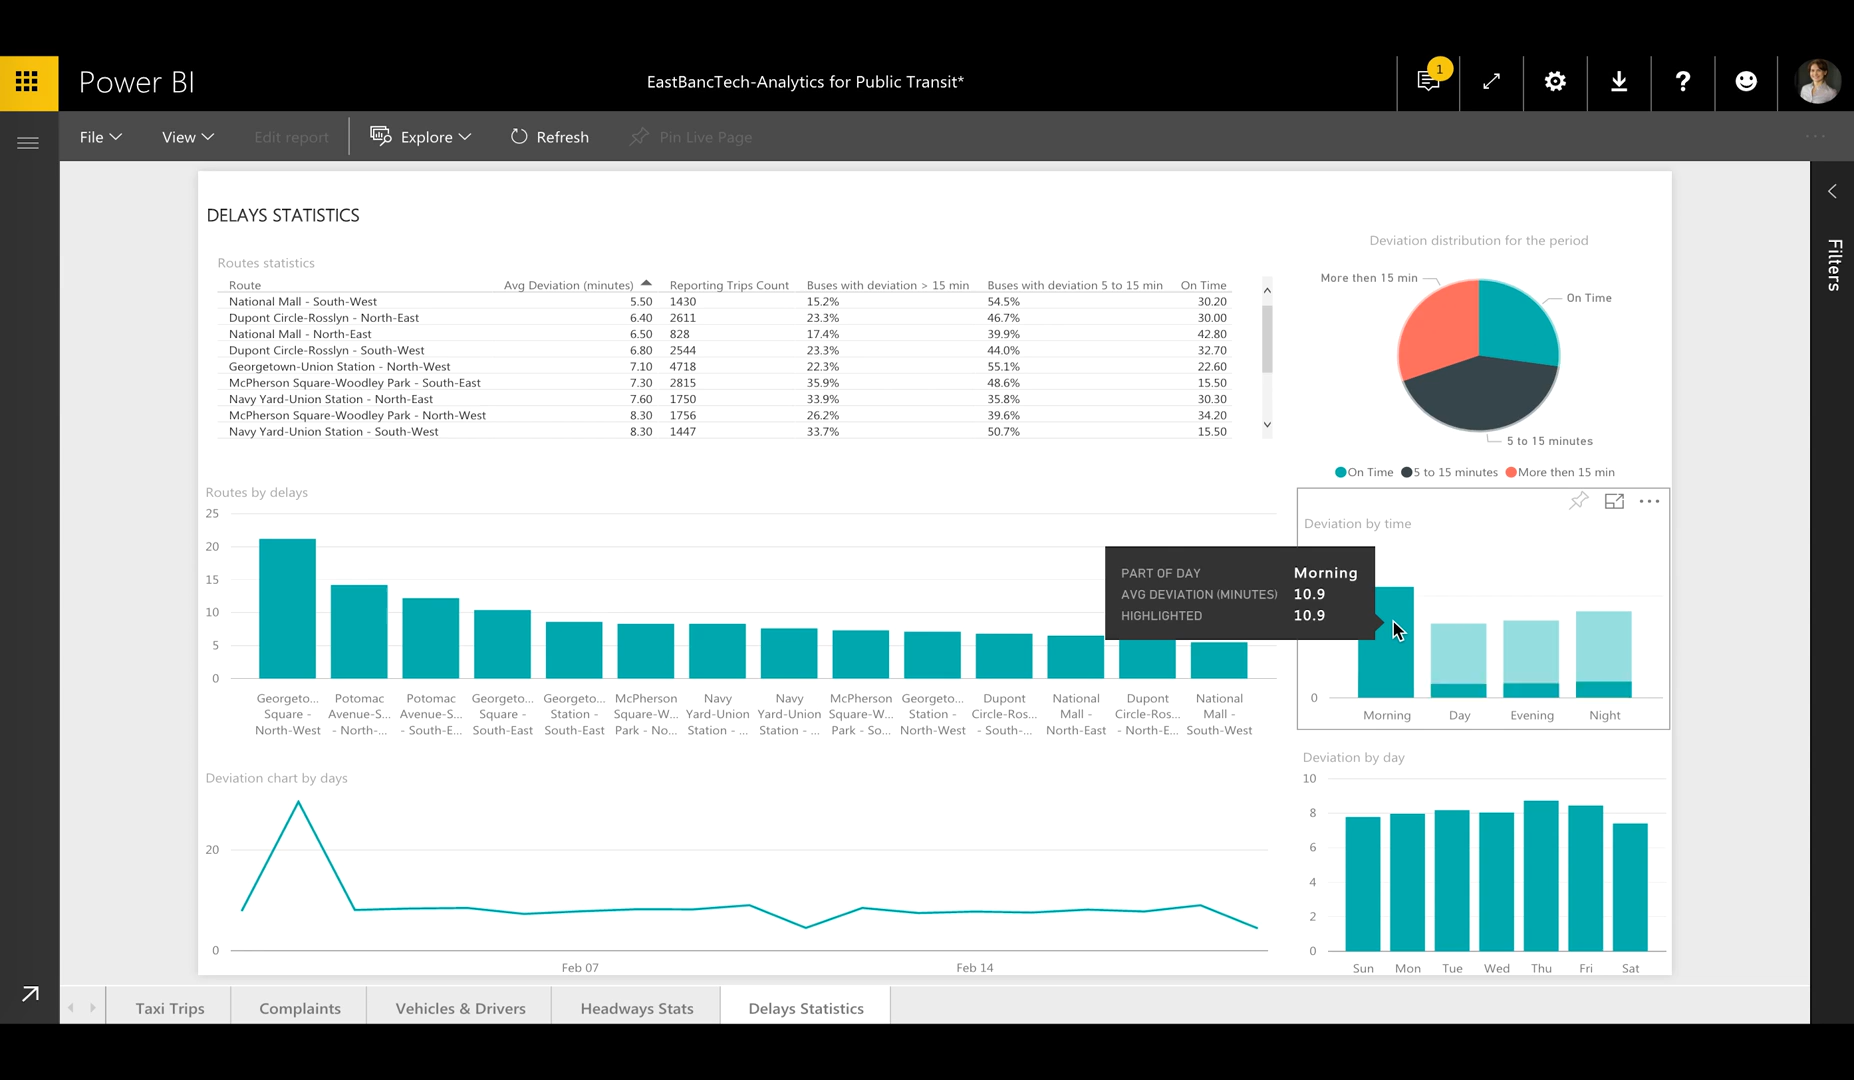 Power BI
EastBancTech-Analytics for Public Transit*
1
?
File
View
Edit report
Explore
Refresh
Pin Live Page
Filters
DELAYS STATISTICS
Routes statistics
Route Avg Deviation (minutes) Reporting Trips Count Buses with deviation > 15 min Buses with deviation 5 to 15 min On Time
National Mall - South-West 5.50 1430 15.2% 54.5% 30.20
Dupont Circle-Rosslyn - North-East 6.40 2611 23.3% 46.7% 30.00
National Mall - North-East 6.50 828 17.4% 39.9% 42.80
Dupont Circle-Rosslyn - South-West 6.80 2544 23.3% 44.0% 32.70
Georgetown-Union Station - North-West 7.10 4718 22.3% 55.1% 22.60
McPherson Square-Woodley Park - South-East 7.30 2815 35.9% 48.6% 15.50
Navy Yard-Union Station - North-East 7.60 1750 33.9% 35.8% 30.30
McPherson Square-Woodley Park - North-West 8.30 1756 26.2% 39.6% 34.20
Navy Yard-Union Station - South-West 8.30 1447 33.7% 50.7% 15.50
Deviation distribution for the period
More then 15 min
On Time
5 to 15 minutes
On Time 5 to 15 minutes More then 15 min
Routes by delays
25
20
15
10
5
0
Georgeto... Potomac Potomac Georgeto... Georgeto... McPherson Navy Navy McPherson Georgeto... Dupont National Dupont National
Square - Avenue-S... Avenue-S... Square - Station - Square-W... Yard-Union Yard-Union Square-W... Station - Circle-Ros... Mall - Circle-Ros... Mall -
North-West - North-... - South-E... South-East South-East Park - No... Station - ... Station - ... Park - So... North-West - South-... North-East - North-E... South-West
Deviation by time
PART OF DAY Morning
AVG DEVIATION (MINUTES) 10.9
HIGHLIGHTED 10.9
0
Morning Day Evening Night
Deviation chart by days
20
0
Feb 07 Feb 14
Deviation by day
10
8
6
4
2
0
Sun Mon Tue Wed Thu Fri Sat
Taxi Trips
Complaints
Vehicles & Drivers
Headways Stats
Delays Statistics